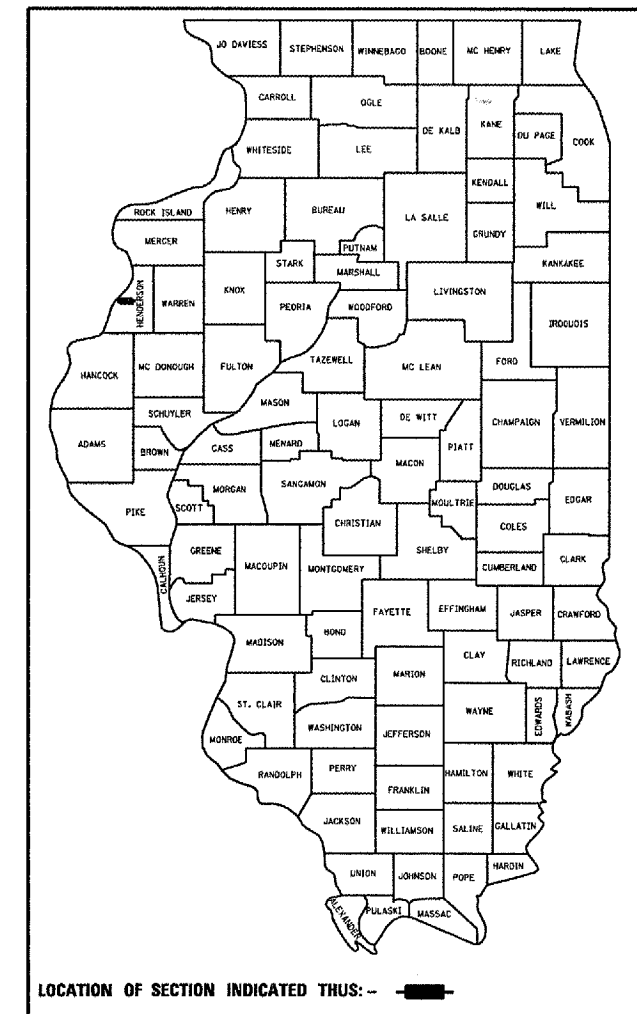 JO DAVIESS STEPHENSON WINNEBAGO BOONE MC HENRY LAKE
CARROLL OGLE DE KALB KANE DU PAGE COOK
WHITESIDE LEE
KENDALL WILL
ROCK ISLAND HENRY BUREAU LA SALLE GRUNDY
MERCER PUTNAM KANKAKEE
STARK MARSHALL
HENDERSON WARREN KNOX PEORIA WOODFORD LIVINGSTON IROQUOIS
HANCOCK MC DONOUGH FULTON TAZEWELL MC LEAN FORD
MASON
SCHUYLER LOGAN DE WITT CHAMPAIGN VERMILION
ADAMS BROWN CASS MENARD PIATT
MACON
MORGAN SANGAMON DOUGLAS EDGAR
PIKE SCOTT MOULTRIE
CHRISTIAN COLES
GREENE SHELBY
CALHOUN MACOUPIN MONTGOMERY CUMBERLAND CLARK
JERSEY
FAYETTE EFFINGHAM JASPER CRAWFORD
MADISON BOND
CLAY RICHLAND LAWRENCE
CLINTON MARION
ST. CLAIR WAYNE EDWARDS WABASH
WASHINGTON JEFFERSON
MONROE
RANDOLPH PERRY HAMILTON WHITE
FRANKLIN
JACKSON WILLIAMSON SALINE GALLATIN
UNION JOHNSON POPE HARDIN
ALEXANDER PULASKI MASSAC
LOCATION OF SECTION INDICATED THUS: -